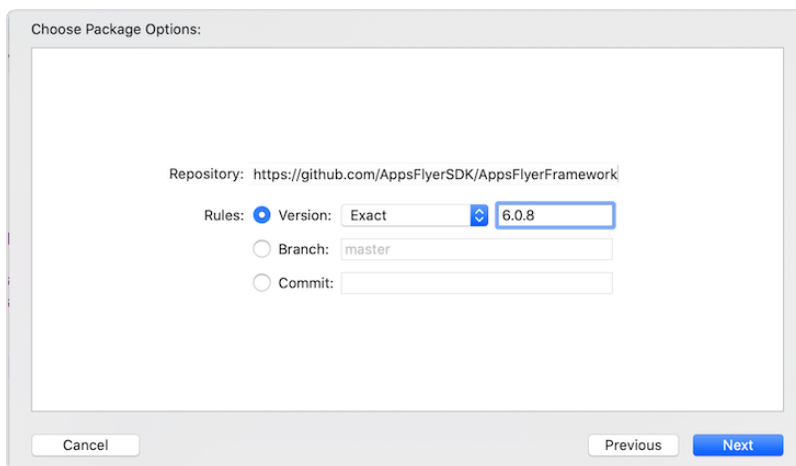 Choose Package Options:
Repository: https://github.com/AppsFlyerSDK/AppsFlyerFramework
Rules: Version: Exact 6.0.8
Branch: master
Commit:
Cancel Previous Next